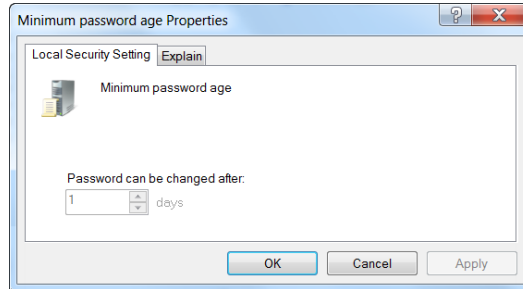 Minimum password age Properties
Local Security Setting
Explain
Minimum password age
Password can be changed after:
1 days
OK Cancel Apply